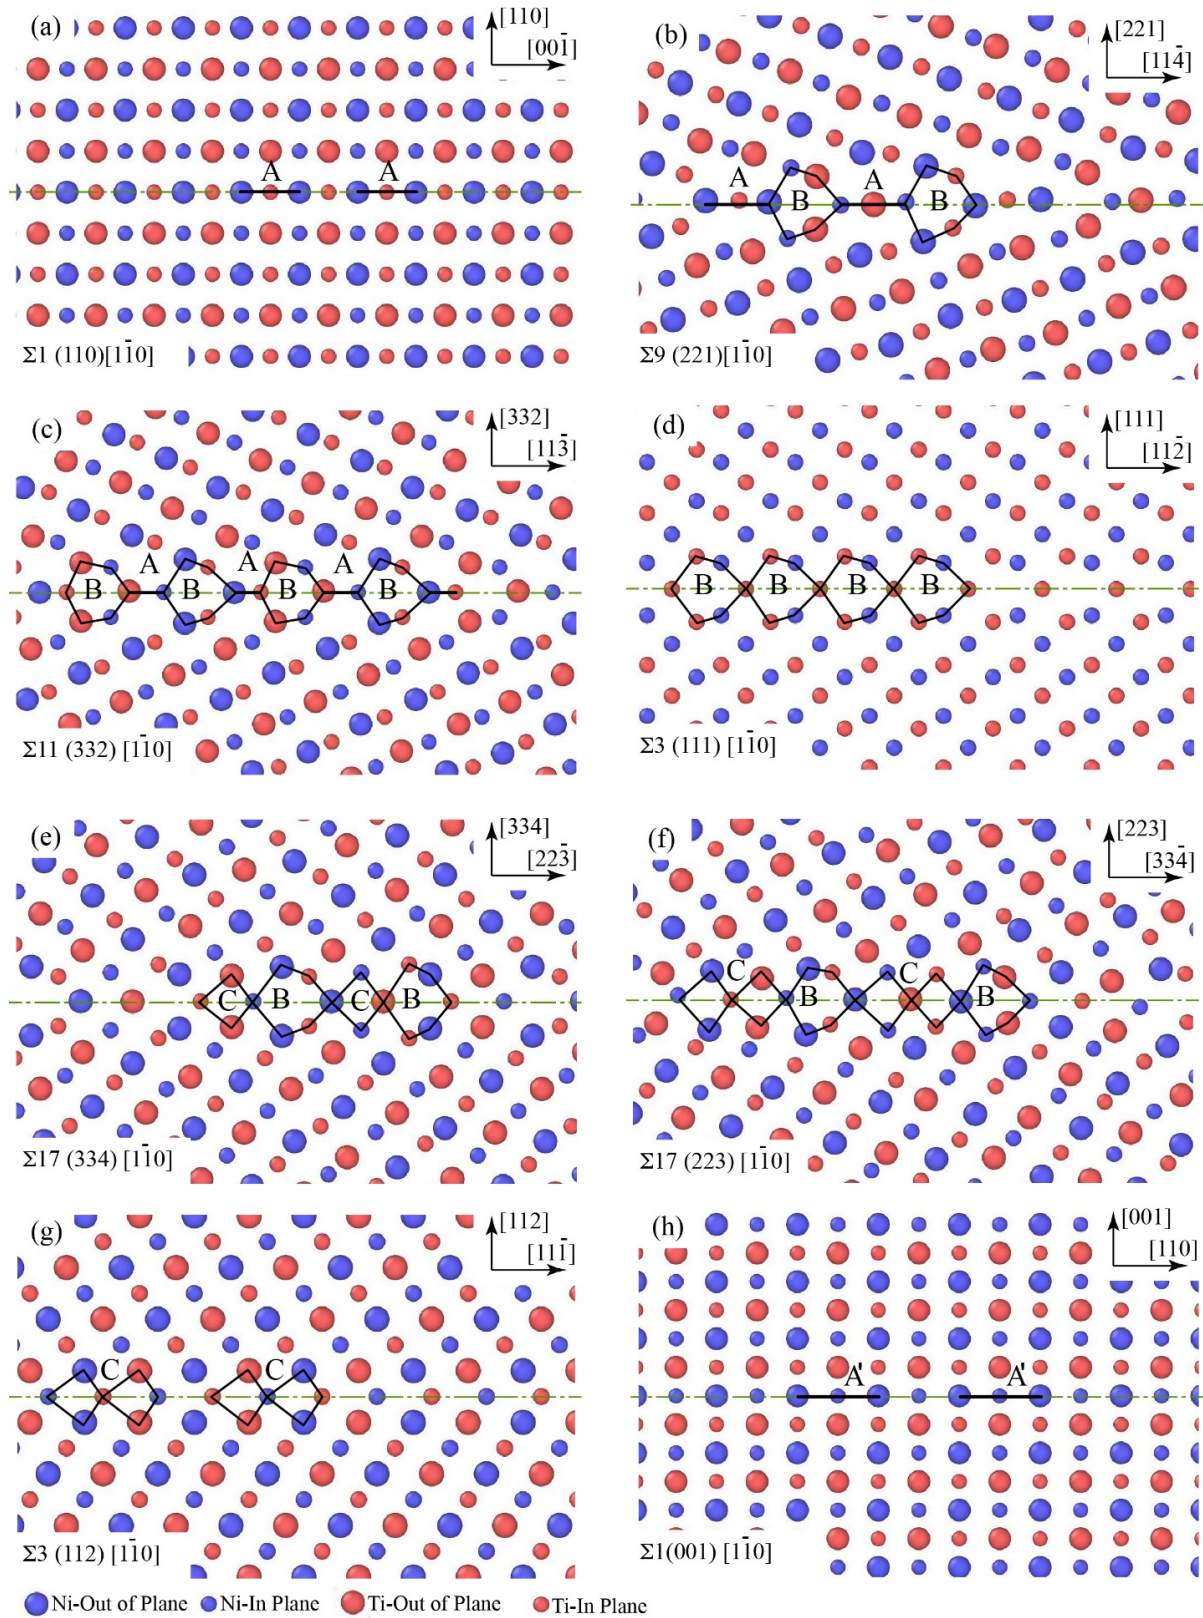 (a)
[110]
[001̄]
A A
Σ1 (110)[11̄0]
(b)
[221]
[114̄]
A B A B
Σ9 (221)[11̄0]
(c)
[332]
[113̄]
A A A
B B B B
Σ11 (332) [11̄0]
(d)
[111]
[112̄]
B B B B
Σ3 (111) [11̄0]
(e)
[334]
[223̄]
C B C B
Σ17 (334) [11̄0]
(f)
[223]
[334̄]
C C
B B
Σ17 (223) [11̄0]
(g)
[112]
[111̄]
C C
Σ3 (112) [11̄0]
(h)
[001]
[110]
A' A'
Σ1(001) [11̄0]
Ni-Out of Plane Ni-In Plane Ti-Out of Plane Ti-In Plane